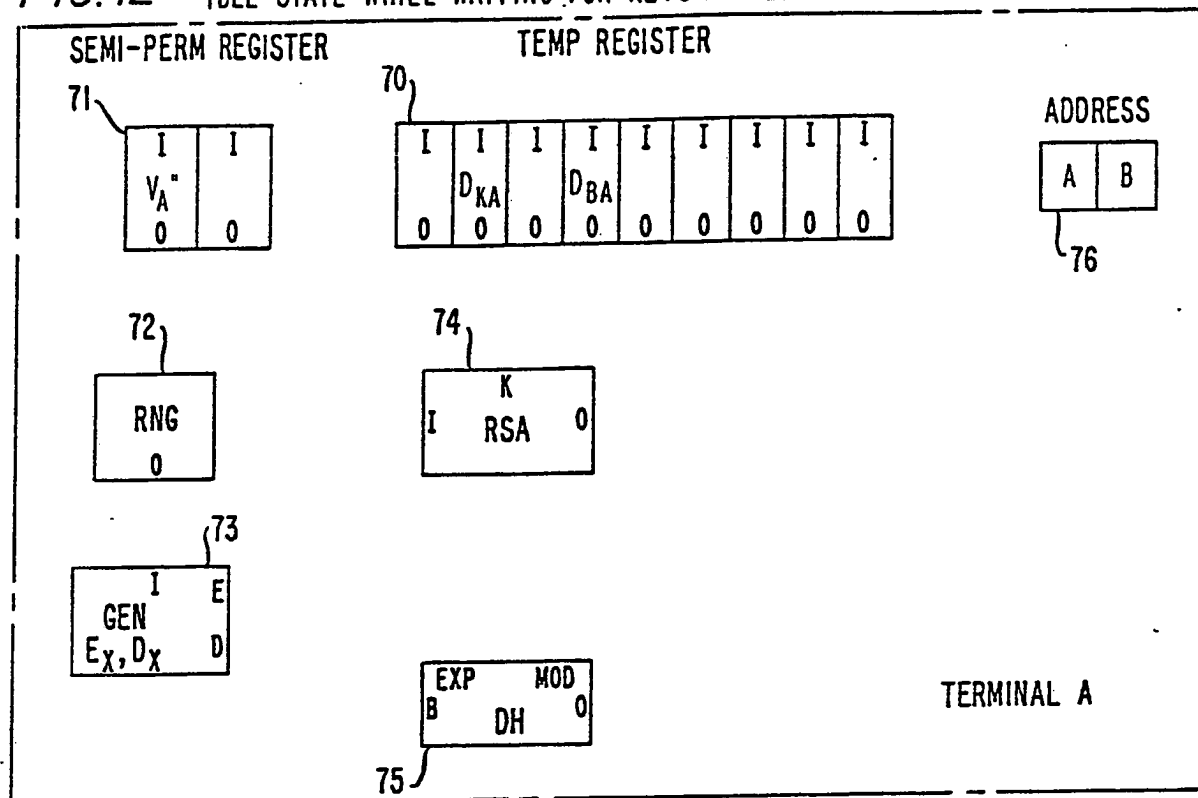 IDLE STATE WHILE WAITING FOR
SEMI-PERM REGISTER
TEMP REGISTER
71
I I
V_A"
0 0
70
I I I I I I I I I
D_KA D_BA
0 0 0 0 0 0 0 0 0
ADDRESS
A B
76
72
RNG
0
74
K
I RSA 0
73
I E
GEN
E_X, D_X D
EXP MOD
B DH 0
75
TERMINAL A